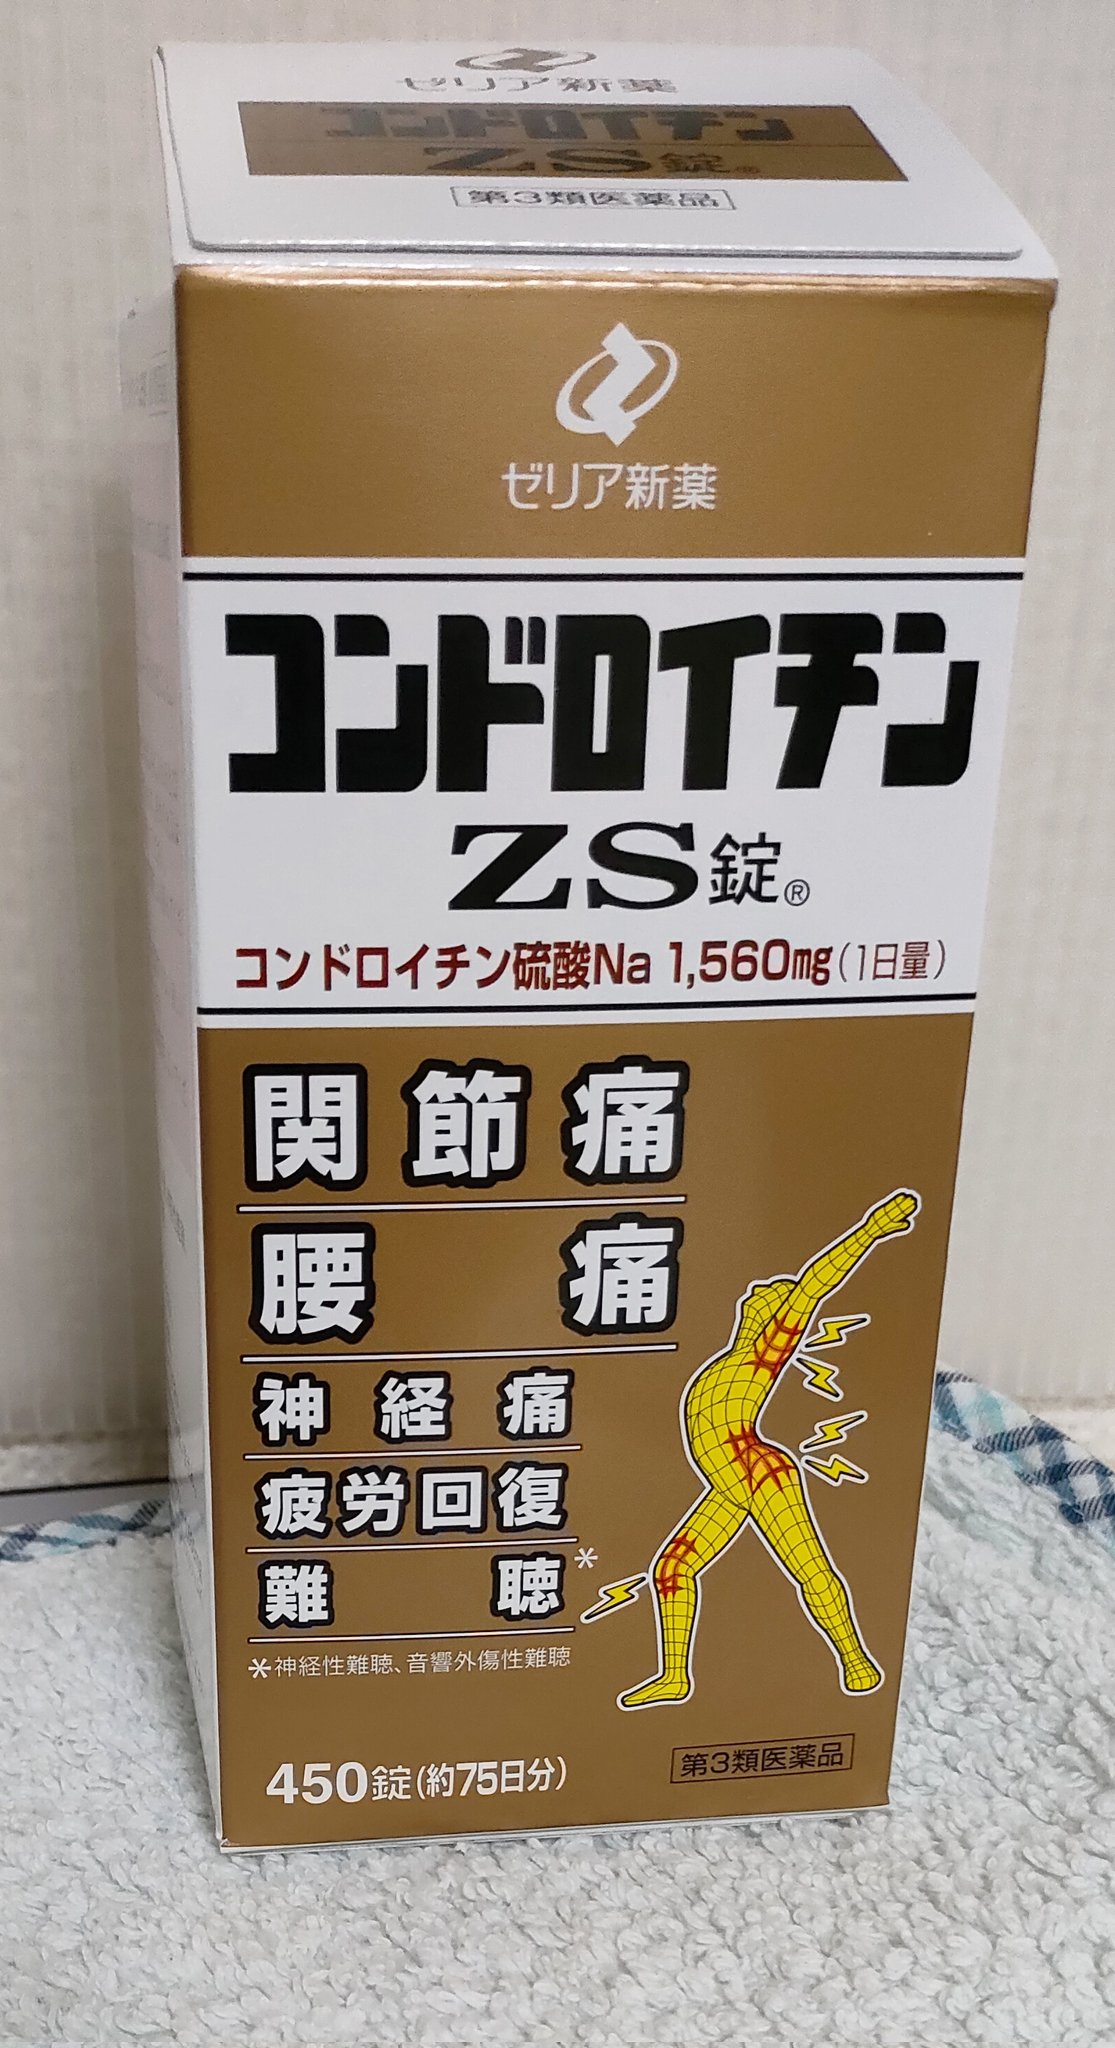 ゼリア新薬
コンドロイチン
ZS錠®
第3類医薬品
ゼリア新薬
コンドロイチン
ZS錠®
コンドロイチン硫酸Na 1,560mg(1日量)
関節痛
腰痛
神経痛
疲労回復
難聴*
*神経性難聴、音響外傷性難聴
450錠(約75日分)
第3類医薬品